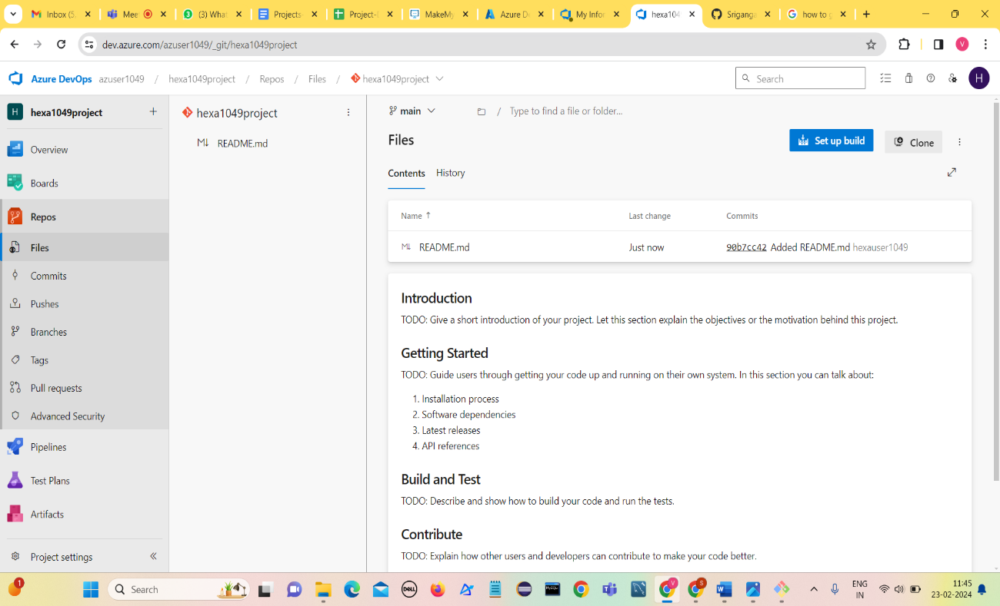 Inbox (5,
Mee
3 (3) What
Projects-
Project-
MakeMy
Azure De
My Infor
hexa104
Sriganga
how to g
dev.azure.com/azuser1049/_git/hexa1049project
V
Azure DevOps azuser1049 / hexa1049project / Repos / Files / hexa1049project
Search
H
H hexa1049project +
Overview
Boards
Repos
Files
Commits
Pushes
Branches
Tags
Pull requests
Advanced Security
Pipelines
Test Plans
Artifacts
Project settings
hexa1049project
M↓ README.md
main
/ Type to find a file or folder...
Files
Set up build
Clone
Contents History
Name ↑ Last change Commits
M↓ README.md Just now 90b7cc42 Added README.md hexauser1049
Introduction
TODO: Give a short introduction of your project. Let this section explain the objectives or the motivation behind this project.
Getting Started
TODO: Guide users through getting your code up and running on their own system. In this section you can talk about:
1. Installation process
2. Software dependencies
3. Latest releases
4. API references
Build and Test
TODO: Describe and show how to build your code and run the tests.
Contribute
TODO: Explain how other users and developers can contribute to make your code better.
1
Search
DELL
MySQL
V
S
ENG
IN
11:45
23-02-2024